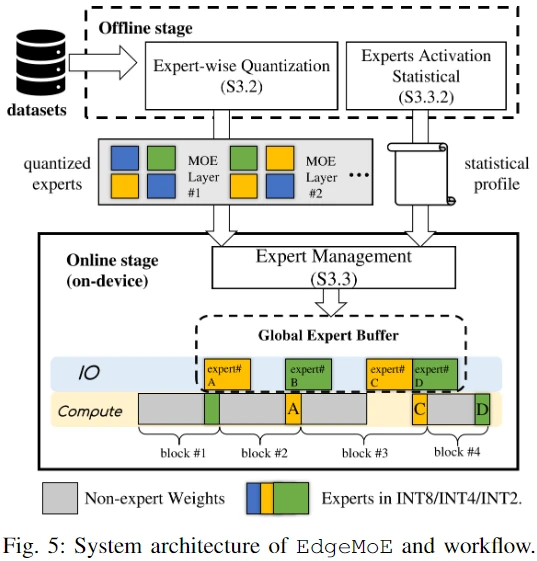 Offline stage
Expert-wise Quantization
(S3.2)
Experts Activation
Statistical
(S3.3.2)
datasets
quantized
experts
MOE
Layer
#1
MOE
Layer
#2
...
statistical
profile
Online stage
(on-device)
Expert Management
(S3.3)
Global Expert Buffer
IO
expert#
A
expert#
B
expert#
C
expert#
D
Compute
A
C
D
block #1
block #2
block #3
block #4
Non-expert Weights
Experts in INT8/INT4/INT2.
Fig. 5: System architecture of EdgeMoE and workflow.